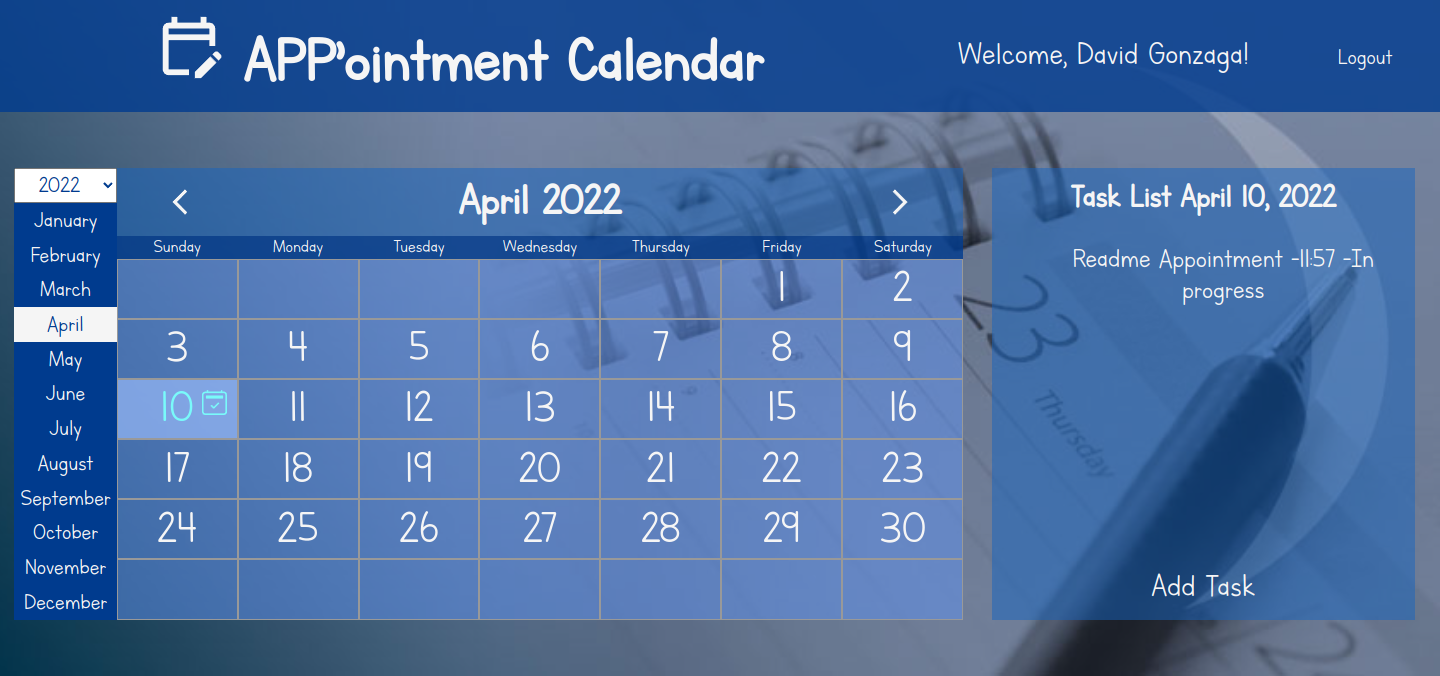 APP'ointment Calendar
Welcome, David Gonzaga!
Logout
2022
January
February
March
April
May
June
July
August
September
October
November
December
April 2022
Sunday Monday Tuesday Wednesday Thursday Friday Saturday
1 2
3 4 5 6 7 8 9
10 11 12 13 14 15 16
17 18 19 20 21 22 23
24 25 26 27 28 29 30
Task List April 10, 2022
Readme Appointment -11:57 -In
progress
Add Task
23
Thursday